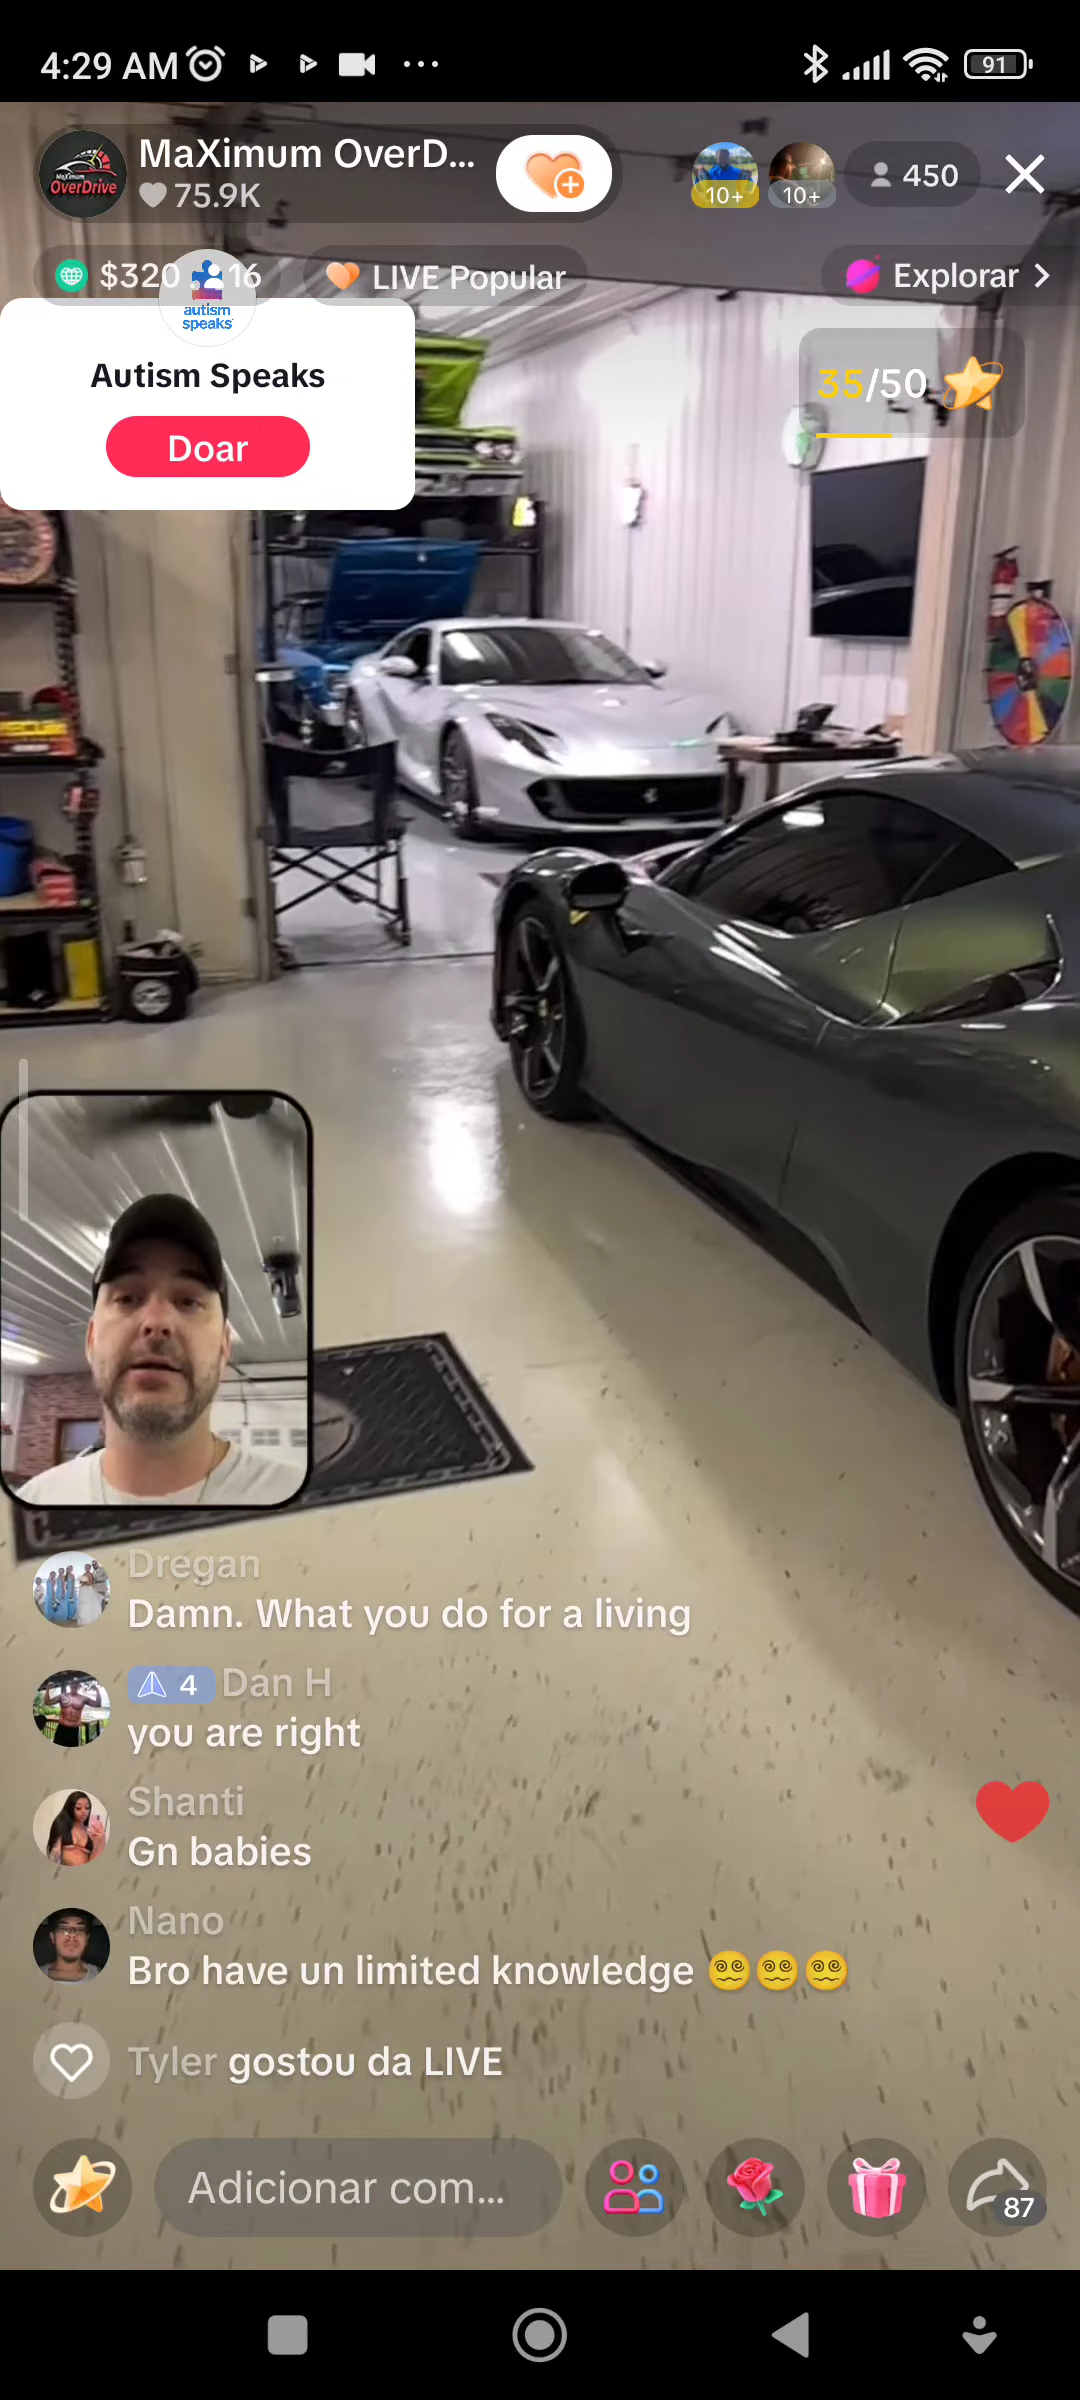 4:29 AM
91
MaXimum OverD...
75.9K
MaXimum
OverDrive
10+
10+
450
$320
16
LIVE Popular
Explorar
autism
speaks
Autism Speaks
Doar
35/50
Dregan
Damn. What you do for a living
4 Dan H
you are right
Shanti
Gn babies
Nano
Bro have un limited knowledge 😵‍💫😵‍💫😵‍💫
Tyler gostou da LIVE
Adicionar com...
87